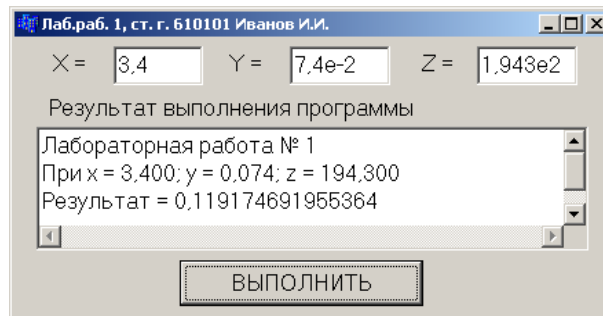 Лаб.раб. 1, ст. г. 610101 Иванов И.И.
X = 3,4 Y = 7,4e-2 Z = 1,943e2
Результат выполнения программы
Лабораторная работа № 1
При x = 3,400; y = 0,074; z = 194,300
Результат = 0,119174691955364
ВЫПОЛНИТЬ